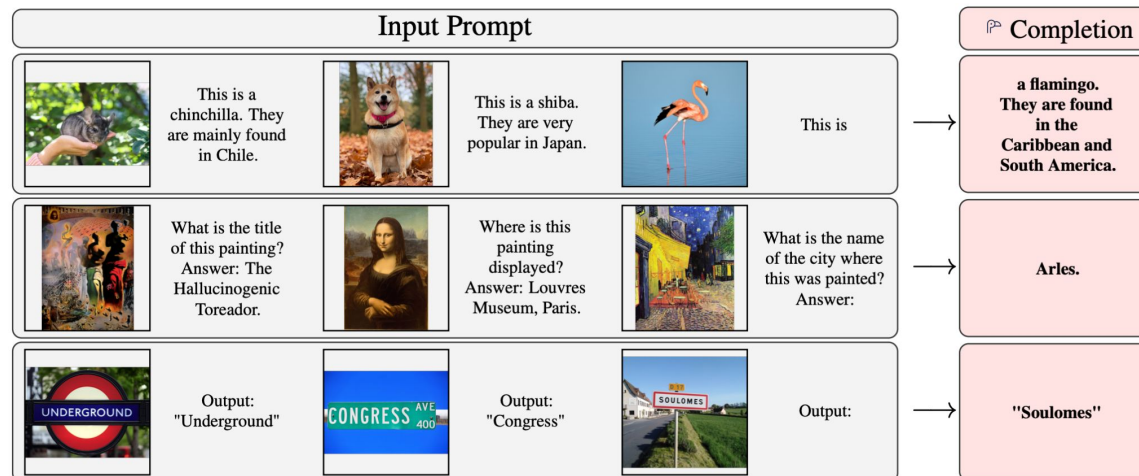 Input Prompt
Completion
This is a
chinchilla. They
are mainly found
in Chile.
This is a shiba.
They are very
popular in Japan.
This is
a flamingo.
They are found
in the
Caribbean and
South America.
What is the title
of this painting?
Answer: The
Hallucinogenic
Toreador.
Where is this
painting
displayed?
Answer: Louvres
Museum, Paris.
What is the name
of the city where
this was painted?
Answer:
Arles.
UNDERGROUND
Output:
"Underground"
CONGRESS AVE
400
Output:
"Congress"
SOULOMES
Output:
"Soulomes"